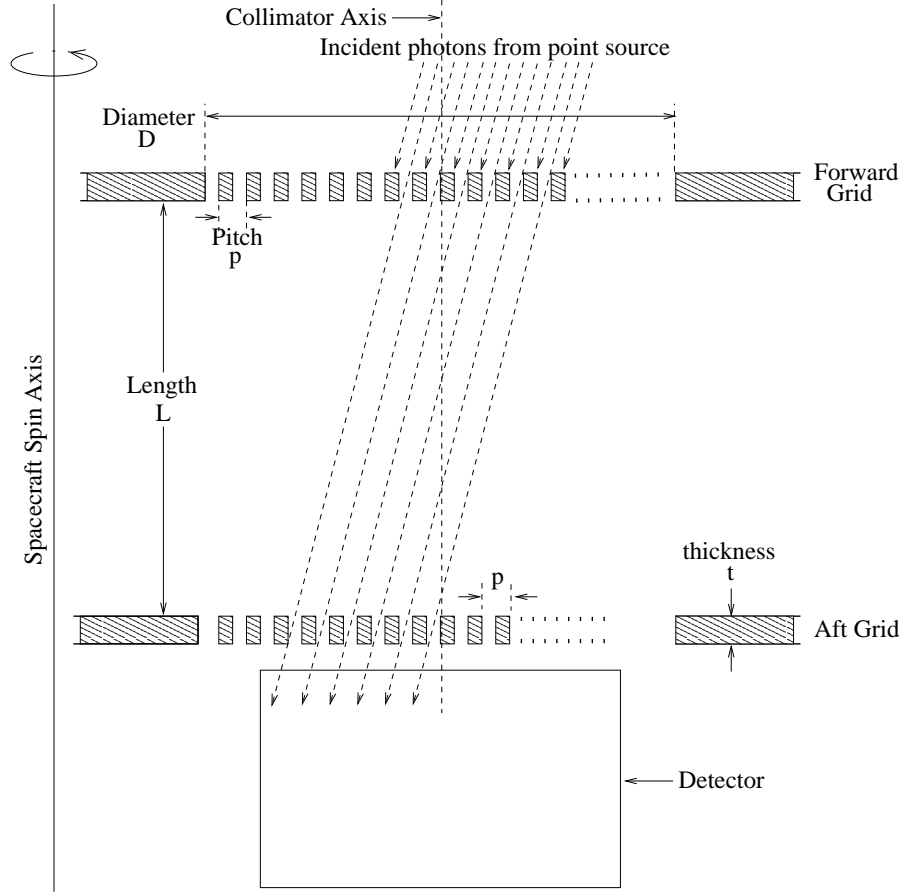 Collimator Axis
Incident photons from point source
Diameter
D
Forward
Grid
Pitch
p
Length
L
Spacecraft Spin Axis
thickness
t
p
Aft Grid
Detector